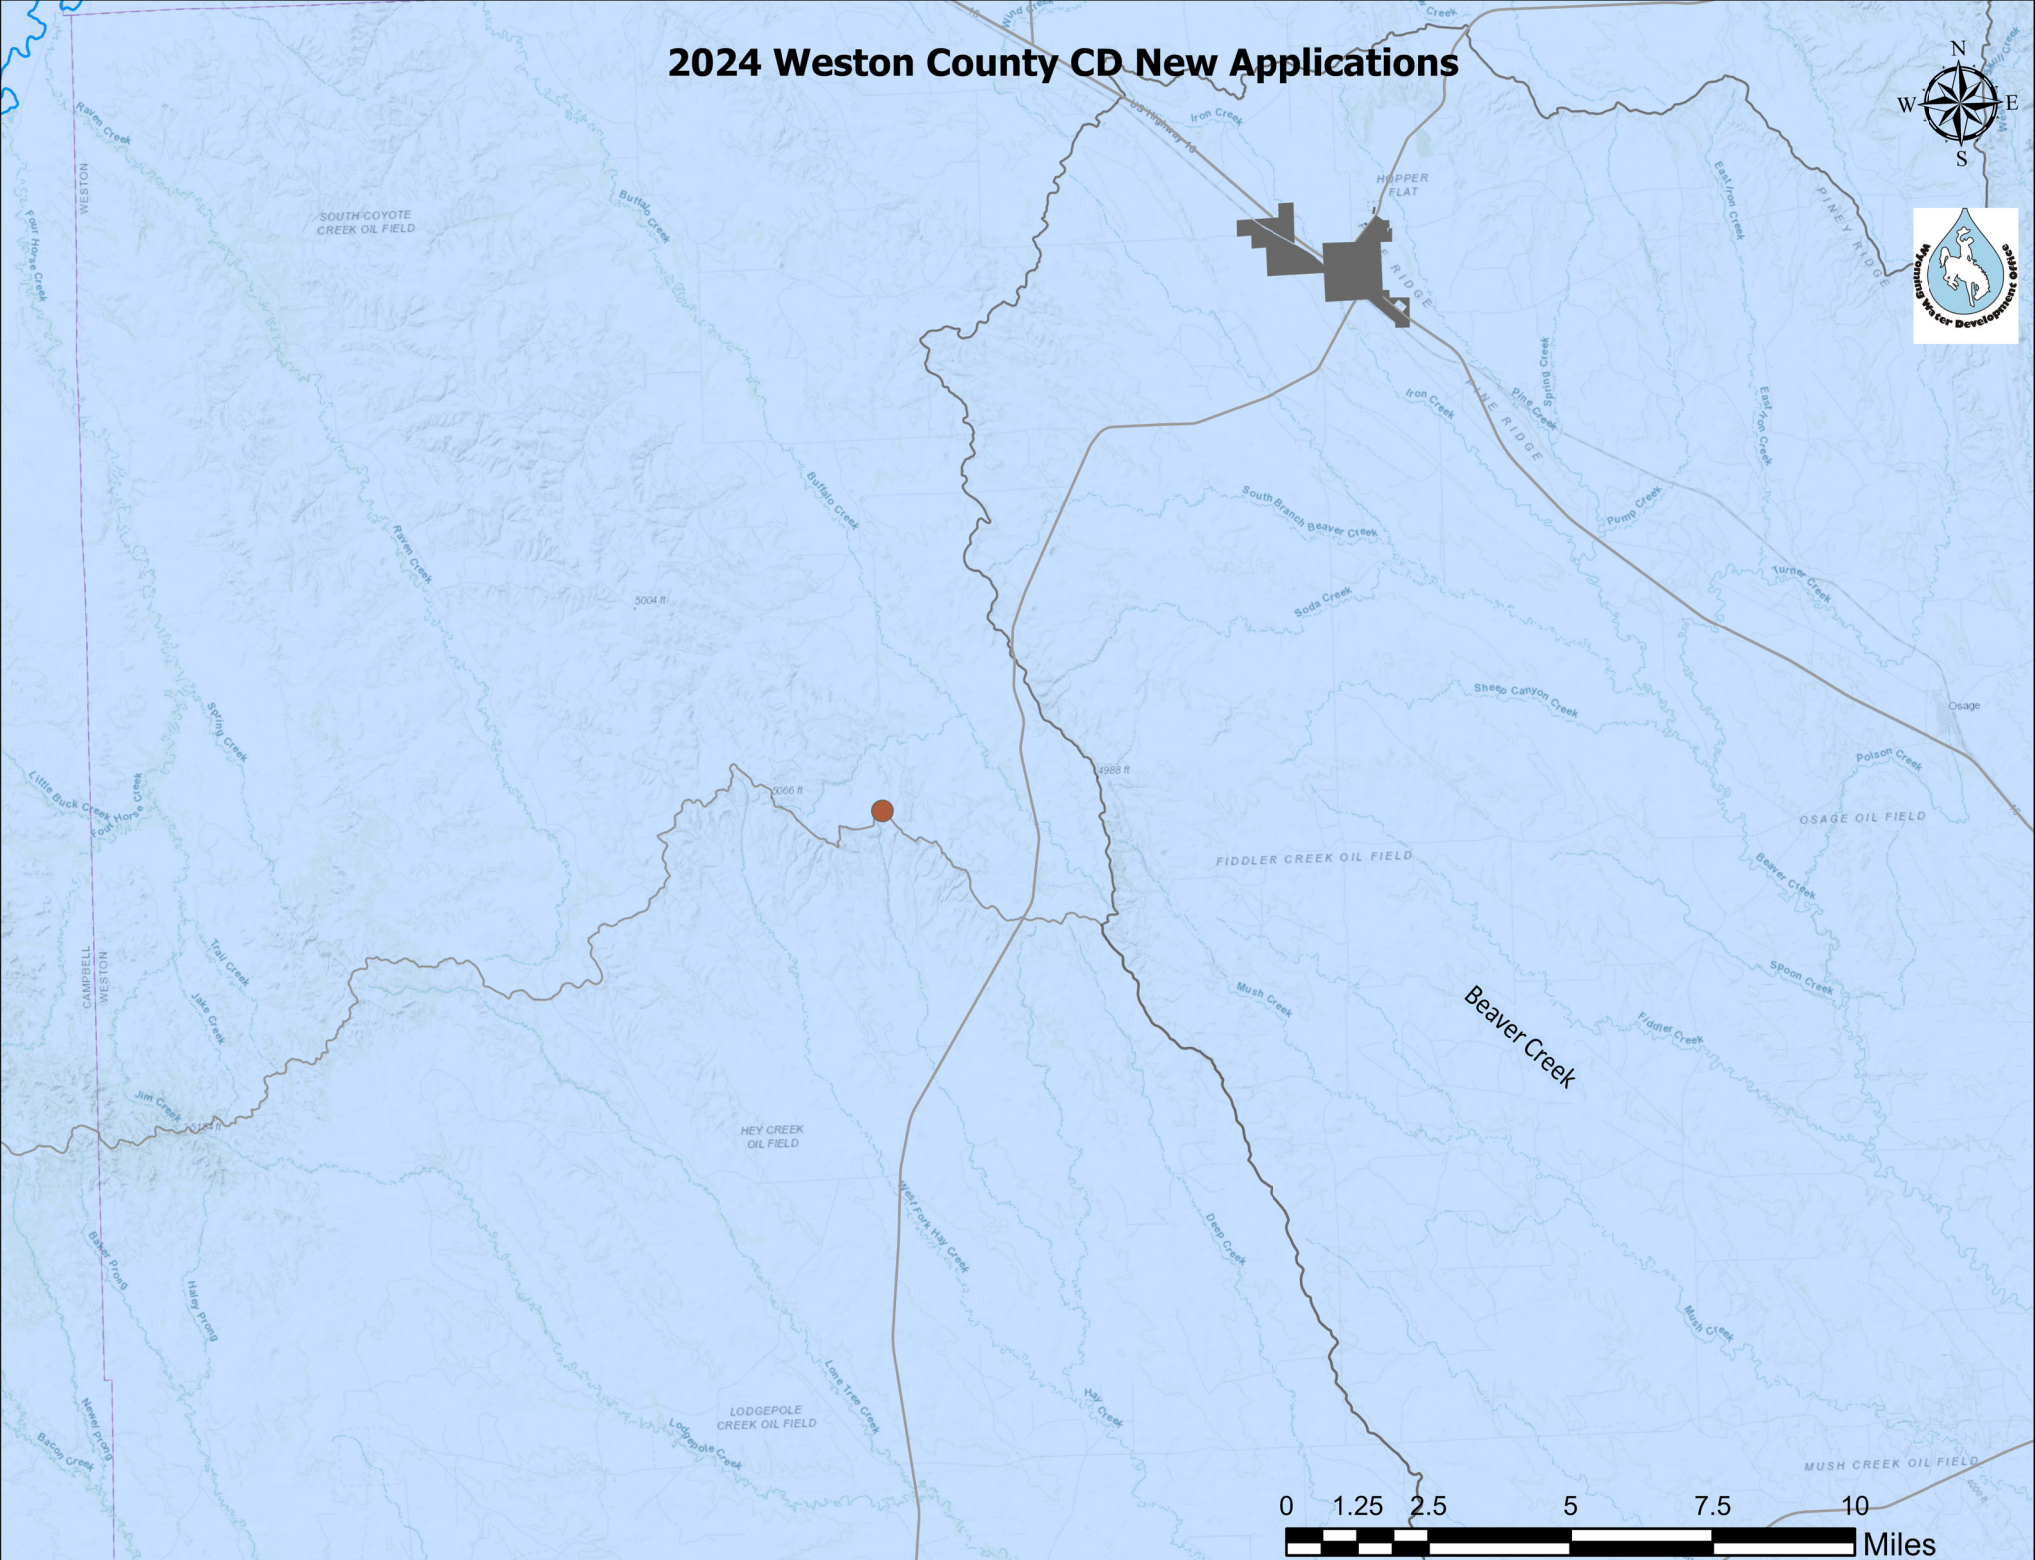 2024 Weston County CD New Applications
N
W
E
S
Wyoming Water Development Office
US Highway 16
16
Iron Creek
Raven Creek
WESTON
Four Horse Creek
SOUTH COYOTE
CREEK OIL FIELD
Buffalo Creek
HOPPER
FLAT
East Iron Creek
PINEY RIDGE
Spring Creek
Pine Creek
Iron Creek
PINE RIDGE
East Iron Creek
Buffalo Creek
South Branch Beaver Creek
Pump Creek
Raven Creek
5004 ft
Soda Creek
Turner Creek
Sheep Canyon Creek
Osage
Spring Creek
Poison Creek
4988 ft
5066 ft
Little Buck Creek
Four Horse Creek
16
OSAGE OIL FIELD
FIDDLER CREEK OIL FIELD
Beaver Creek
Trail Creek
CAMPBELL
WESTON
Jake Creek
Spoon Creek
Mush Creek
Beaver Creek
Fiddler Creek
Jim Creek
5184 ft
HEY CREEK
OIL FIELD
West Fork Hay Creek
Deep Creek
Baker Prong
Haley Prong
Mush Creek
Lone Tree Creek
Hay Creek
LODGEPOLE
CREEK OIL FIELD
Lodgepole Creek
Newel Prong
Bacon Creek
MUSH CREEK OIL FIELD
0 1.25 2.5 5 7.5 10
Miles